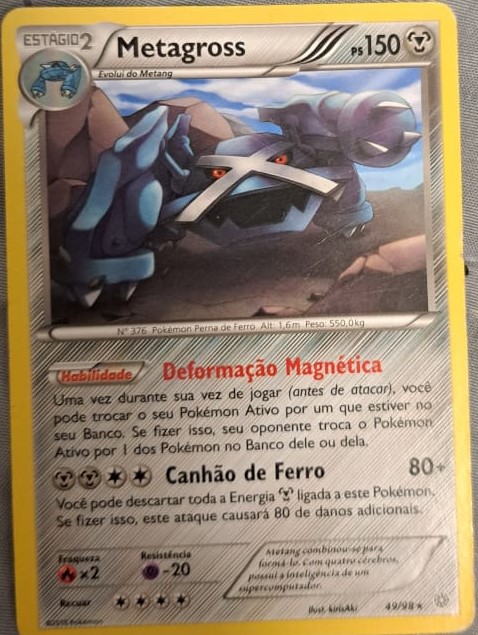 ESTÁGIO 2
Metagross
PS 150
Evolui do Metang
Nº 376 Pokémon Perna de Ferro. Alt: 1,6m Peso: 550,0kg
Habilidade Deformação Magnética
Uma vez durante sua vez de jogar (antes de atacar), você
pode trocar o seu Pokémon Ativo por um que estiver no
seu Banco. Se fizer isso, seu oponente troca o Pokémon
Ativo por 1 dos Pokémon no Banco dele ou dela.
Canhão de Ferro 80+
Você pode descartar toda a Energia ligada a este Pokémon.
Se fizer isso, este ataque causará 80 de danos adicionais.
Fraqueza
×2
Resistência
-20
Recuar
Metang combinou-se para
formá-lo. Com quatro cérebros,
possui a inteligência de um
supercomputador.
Ilust. kirisAki
49/98
©2015 Pokémon